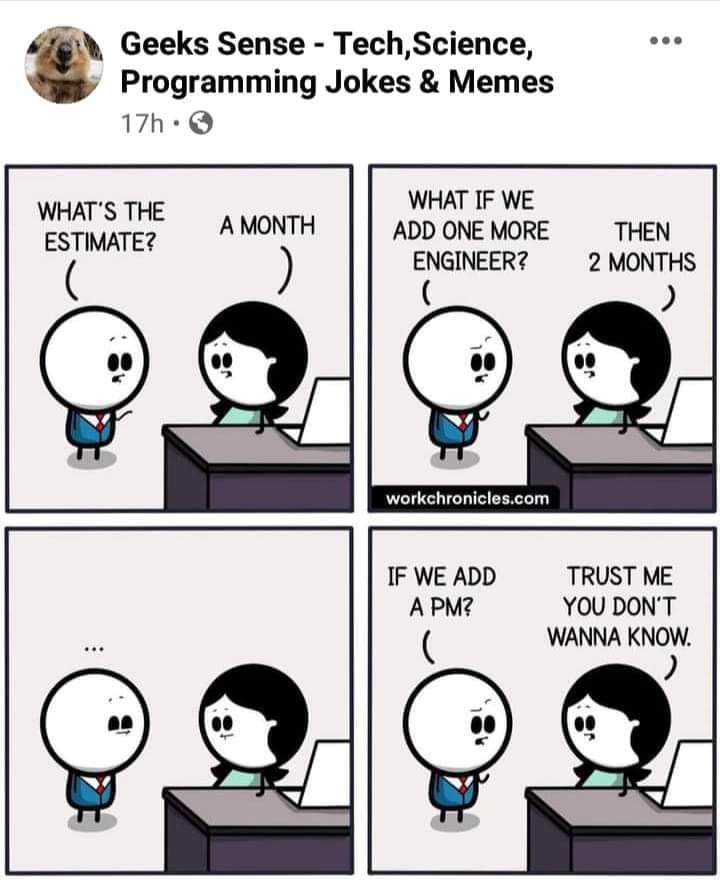 Geeks Sense - Tech,Science,
Programming Jokes & Memes
17h
WHAT'S THE
ESTIMATE?
A MONTH
WHAT IF WE
ADD ONE MORE
ENGINEER?
THEN
2 MONTHS
workchronicles.com
...
IF WE ADD
A PM?
TRUST ME
YOU DON'T
WANNA KNOW.